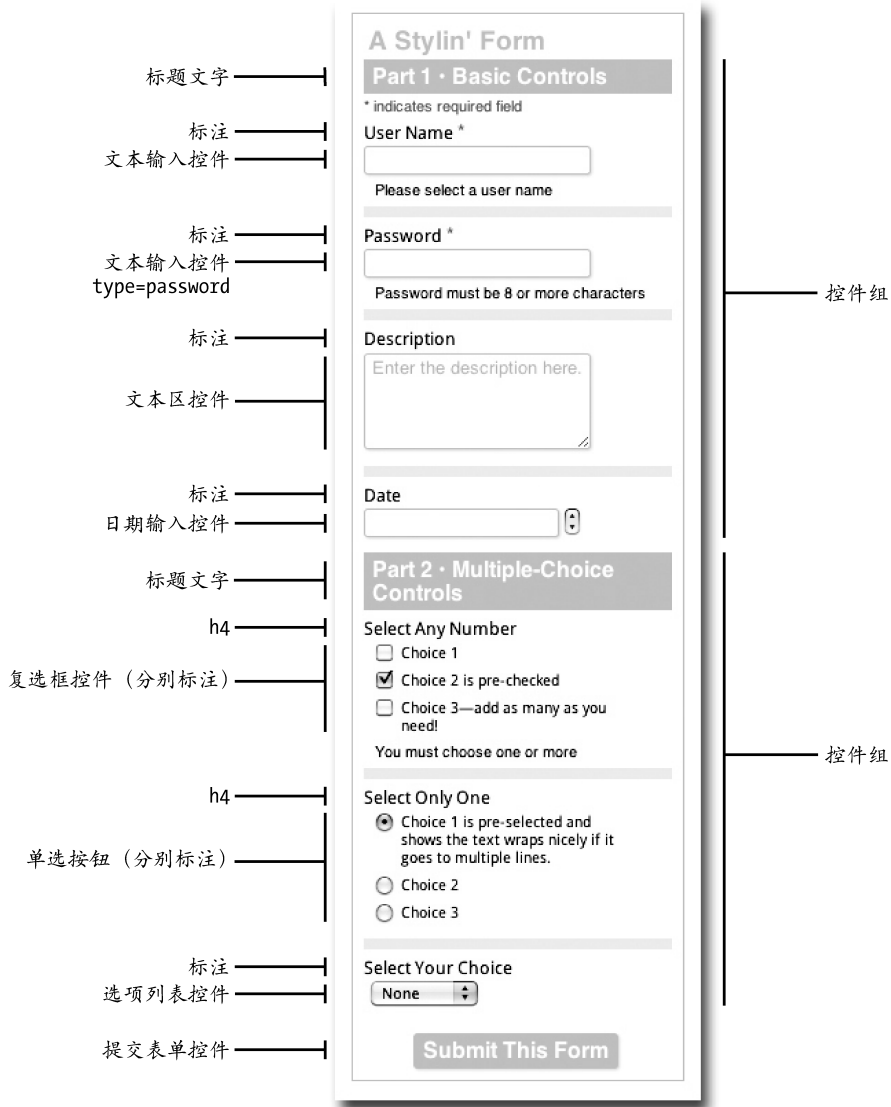 A Stylin' Form
标题文字
Part 1 • Basic Controls
* indicates required field
标注
User Name *
文本输入控件
Please select a user name
标注
Password *
文本输入控件
type=password
Password must be 8 or more characters
控件组
标注
Description
Enter the description here.
文本区控件
标注
Date
日期输入控件
标题文字
Part 2 • Multiple-Choice
Controls
h4
Select Any Number
Choice 1
复选框控件（分别标注）
Choice 2 is pre-checked
Choice 3—add as many as you
need!
You must choose one or more
控件组
h4
Select Only One
Choice 1 is pre-selected and
shows the text wraps nicely if it
goes to multiple lines.
单选按钮（分别标注）
Choice 2
Choice 3
标注
Select Your Choice
选项列表控件
None
提交表单控件
Submit This Form